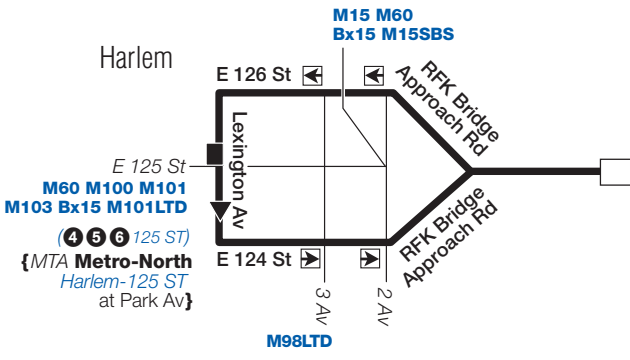 M15 M60
Bx15 M15SBS
Harlem
E 126 St
RFK Bridge
Approach Rd
Lexington Av
E 125 St
M60 M100 M101
M103 Bx15 M101LTD
(4 5 6 125 ST)
{MTA Metro-North
Harlem-125 ST
at Park Av}
E 124 St
RFK Bridge
Approach Rd
3 Av
2 Av
M98LTD